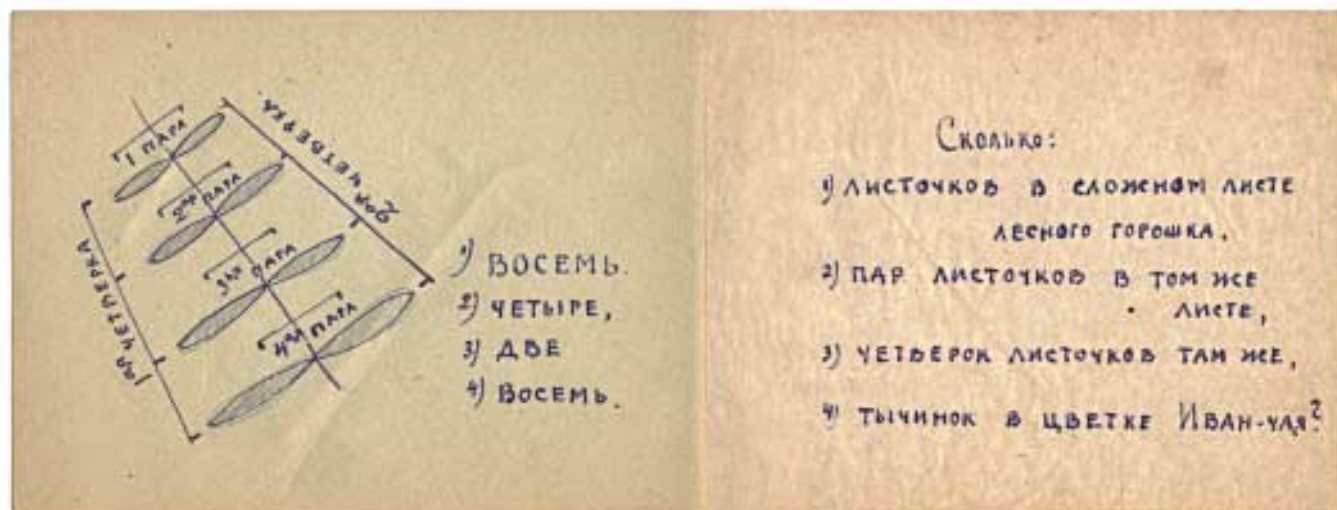 1 ПАРА
2ая ПАРА
3ья ПАРА
4ая ПАРА
2ая ЧЕТВЕРКА
1ая ЧЕТВЕРКА
1) ВОСЕМЬ.
2) ЧЕТЫРЕ,
3) ДВЕ
4) ВОСЕМЬ.
СКОЛЬКО:
1) ЛИСТОЧКОВ В СЛОЖНОМ ЛИСТЕ
ЛЕСНОГО ГОРОШКА,
2) ПАР ЛИСТОЧКОВ В ТОМ ЖЕ
ЛИСТЕ,
3) ЧЕТВЕРОК ЛИСТОЧКОВ ТАМ ЖЕ,
4) ТЫЧИНОК В ЦВЕТКЕ ИВАН-ЧАЯ?